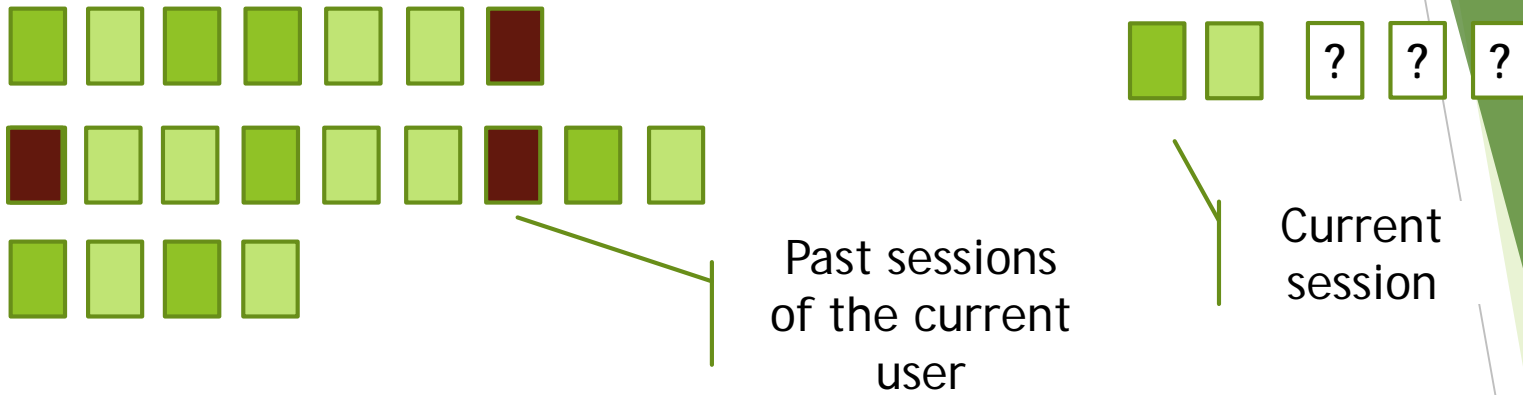 ? ? ?
Past sessions
of the current
user
Current
session